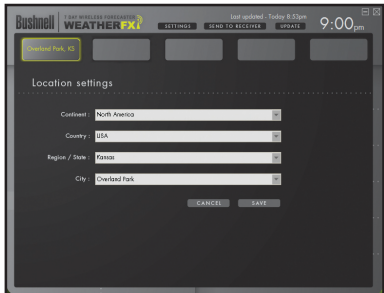 Bushnell
7 DAY WIRELESS FORECASTER
WEATHERFXi
Last updated - Today 8:53pm
SETTINGS SEND TO RECEIVER UPDATE
9:00pm
Overland Park, KS
Location settings
Continent : North America
Country : USA
Region / State : Kansas
City : Overland Park
CANCEL SAVE